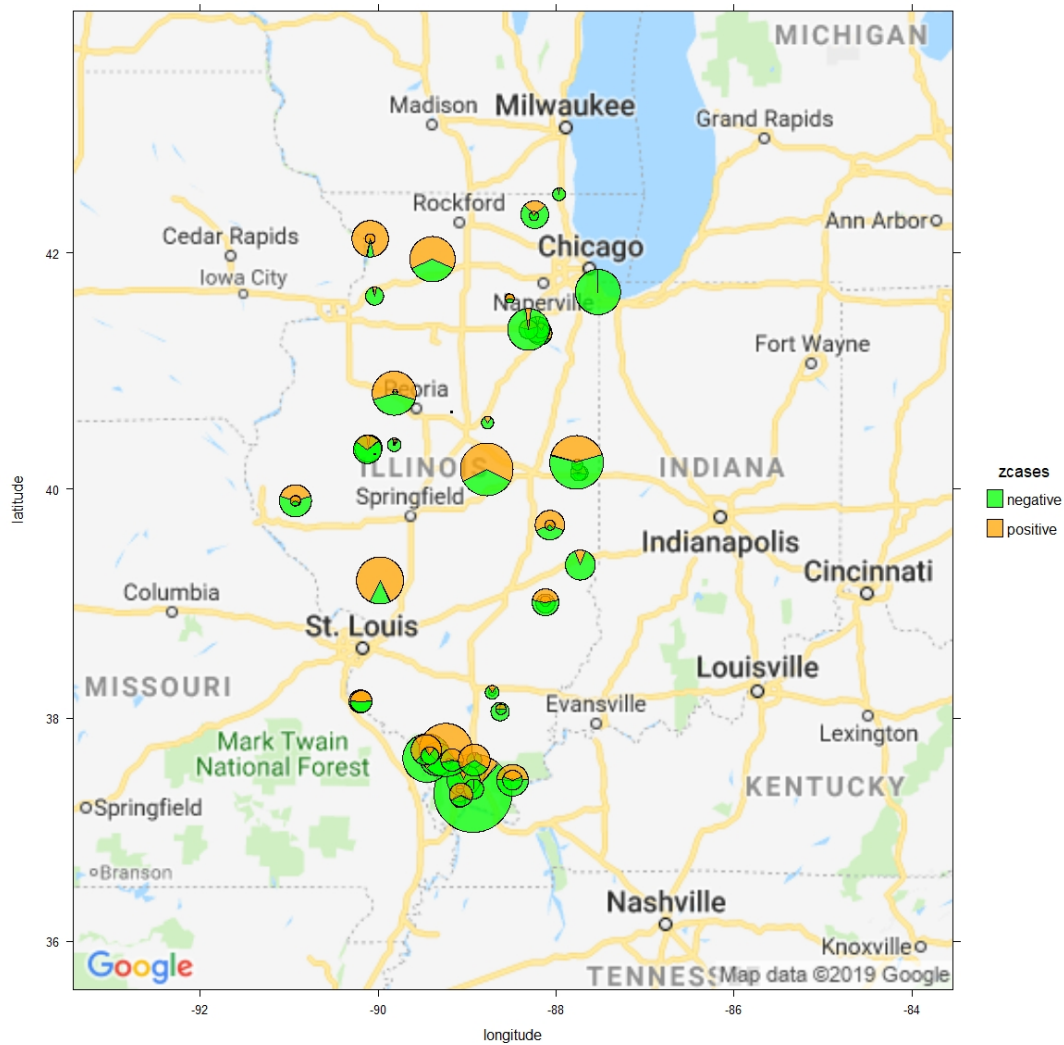 MICHIGAN
Madison
Milwaukee
Grand Rapids
Rockford
Ann Arbor
Cedar Rapids
Chicago
42
Iowa City
Naperville
Fort Wayne
Peoria
zcases
ILLINOIS
INDIANA
negative
40
Springfield
latitude
positive
Indianapolis
Cincinnati
Columbia
St. Louis
Louisville
MISSOURI
Evansville
38
Lexington
Mark Twain
National Forest
KENTUCKY
Springfield
Branson
Nashville
36
Knoxville
Google
TENNESS
Map data ©2019 Google
-92
-90
-88
-86
-84
longitude